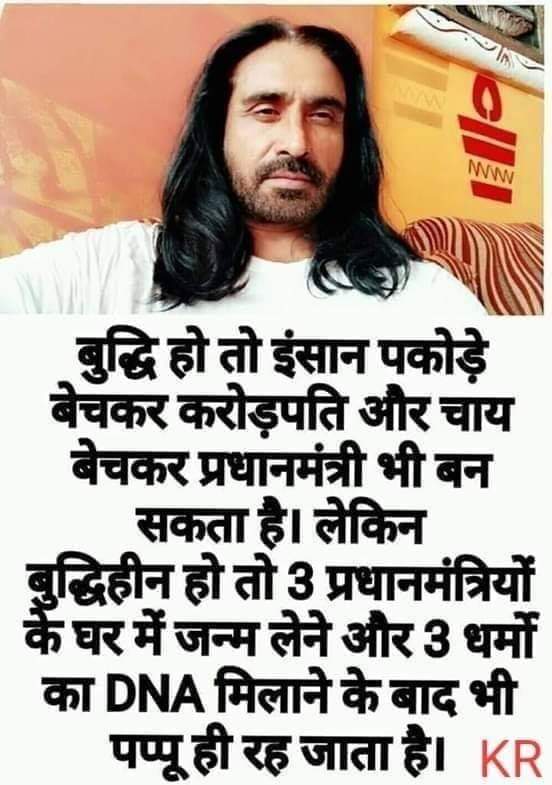 बुद्धि हो तो इंसान पकोड़े
बेचकर करोड़पति और चाय
बेचकर प्रधानमंत्री भी बन
सकता है। लेकिन
बुद्धिहीन हो तो 3 प्रधानमंत्रियों
के घर में जन्म लेने और 3 धर्मो
का DNA मिलाने के बाद भी
पप्पू ही रह जाता है। KR